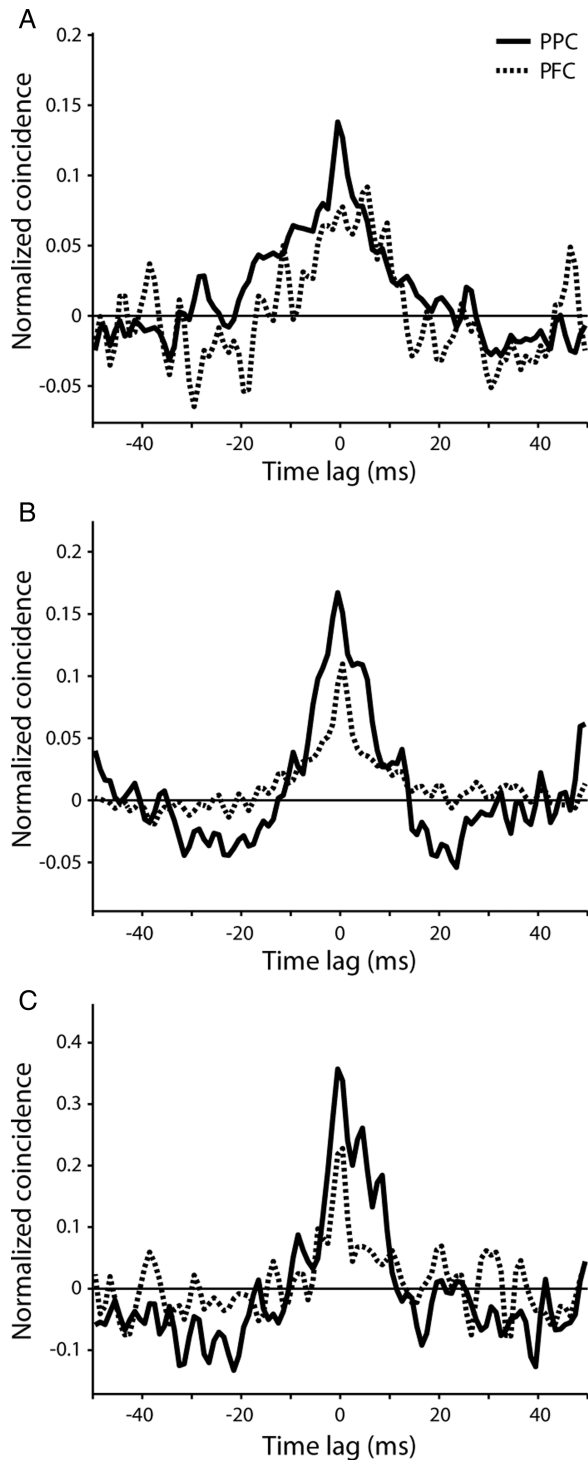 A
0.2
PPC
PFC
0.15
0.1
0.05
0
-0.05
Normalized coincidence
-40 -20 0 20 40
Time lag (ms)
B
0.2
0.15
0.1
0.05
0
-0.05
Normalized coincidence
-40 -20 0 20 40
Time lag (ms)
C
0.4
0.3
0.2
0.1
0
-0.1
Normalized coincidence
-40 -20 0 20 40
Time lag (ms)